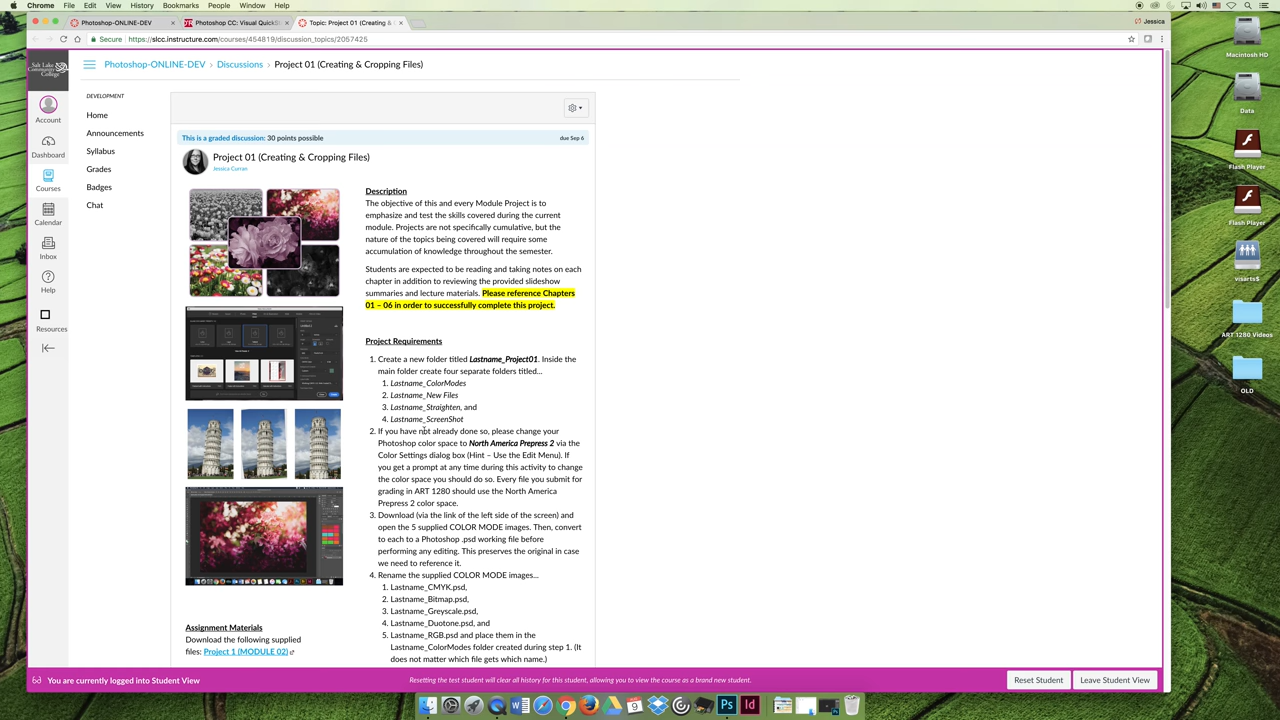 Chrome File Edit View History Bookmarks People Window Help
Photoshop-ONLINE-DEV
Photoshop CC: Visual QuickS
Topic: Project 01 (Creating &
Jessica
Secure https://slcc.instructure.com/courses/454819/discussion_topics/2057425
Salt Lake
Community
College
Photoshop-ONLINE-DEV > Discussions > Project 01 (Creating & Cropping Files)
Account
Dashboard
Courses
Calendar
Inbox
Help
Resources
DEVELOPMENT
Home
Announcements
Syllabus
Grades
Badges
Chat
This is a graded discussion: 30 points possible due Sep 6
Project 01 (Creating & Cropping Files)
Jessica Curran
Description
The objective of this and every Module Project is to
emphasize and test the skills covered during the current
module. Projects are not specifically cumulative, but the
nature of the topics being covered will require some
accumulation of knowledge throughout the semester.
Students are expected to be reading and taking notes on each
chapter in addition to reviewing the provided slideshow
summaries and lecture materials. Please reference Chapters
01 – 06 in order to successfully complete this project.
Project Requirements
1. Create a new folder titled Lastname_Project01. Inside the
main folder create four separate folders titled...
1. Lastname_ColorModes
2. Lastname_New Files
3. Lastname_Straighten, and
4. Lastname_ScreenShot
2. If you have not already done so, please change your
Photoshop color space to North America Prepress 2 via the
Color Settings dialog box (Hint – Use the Edit Menu). If
you get a prompt at any time during this activity to change
the color space you should do so. Every file you submit for
grading in ART 1280 should use the North America
Prepress 2 color space.
3. Download (via the link of the left side of the screen) and
open the 5 supplied COLOR MODE images. Then, convert
to each to a Photoshop .psd working file before
performing any editing. This preserves the original in case
we need to reference it.
4. Rename the supplied COLOR MODE images...
1. Lastname_CMYK.psd,
2. Lastname_Bitmap.psd,
3. Lastname_Greyscale.psd,
4. Lastname_Duotone.psd, and
5. Lastname_RGB.psd and place them in the
Lastname_ColorModes folder created during step 1. (It
does not matter which file gets which name.)
Assignment Materials
Download the following supplied
files: Project 1 (MODULE 02)
You are currently logged into Student View
Resetting the test student will clear all history for this student, allowing you to view the course as a brand new student.
Reset Student
Leave Student View
Macintosh HD
Data
Flash Player
Flash Player
visarts$
ART 1280 Videos
OLD
9
Ps
Id